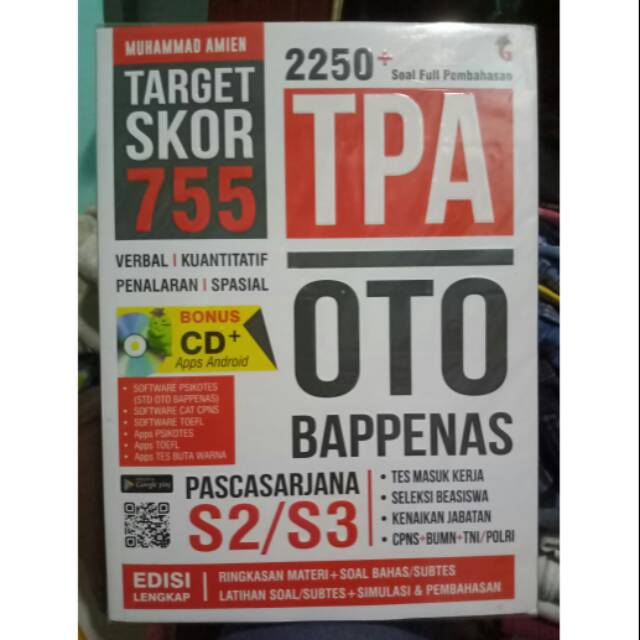 MUHAMMAD AMIEN
TARGET
SKOR
755
2250+ Soal Full Pembahasan
G
TPA
OTO
BAPPENAS
VERBAL | KUANTITATIF
PENALARAN | SPASIAL
BONUS
CD+
Apps Android
• SOFTWARE PSIKOTES
(STD OTO BAPPENAS)
• SOFTWARE CAT CPNS
• SOFTWARE TOEFL
• Apps PSIKOTES
• Apps TOEFL
• Apps TES BUTA WARNA
Google play
PASCASARJANA
S2/S3
• TES MASUK KERJA
• SELEKSI BEASISWA
• KENAIKAN JABATAN
• CPNS+BUMN+TNI/POLRI
EDISI
LENGKAP
RINGKASAN MATERI+SOAL BAHAS/SUBTES
LATIHAN SOAL/SUBTES+SIMULASI & PEMBAHASAN